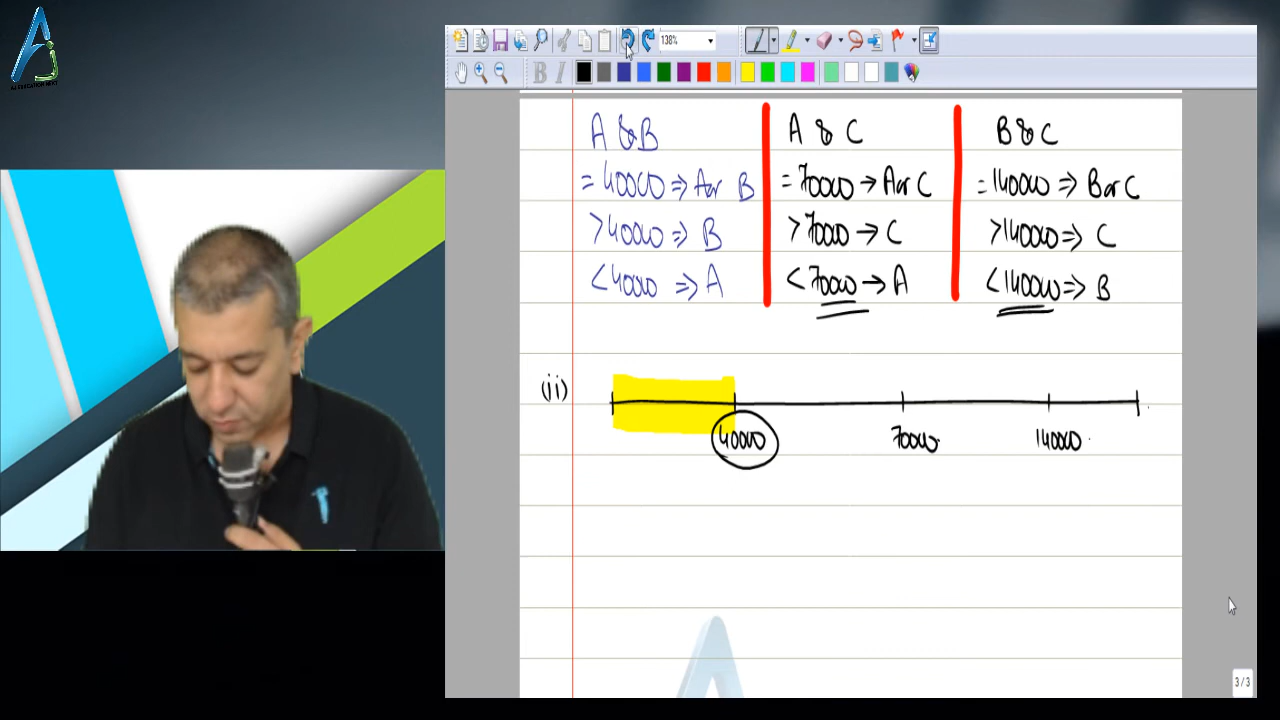 138%
B I
A & B
A & C
B & C
= 40000 ⇒ A or B
= 70000 → A or C
= 140000 ⇒ B or C
> 40000 ⇒ B
> 70000 → C
> 140000 ⇒ C
< 40000 ⇒ A
< 70000 → A
< 140000 ⇒ B
(ii)
40000
70000
140000
3 / 3